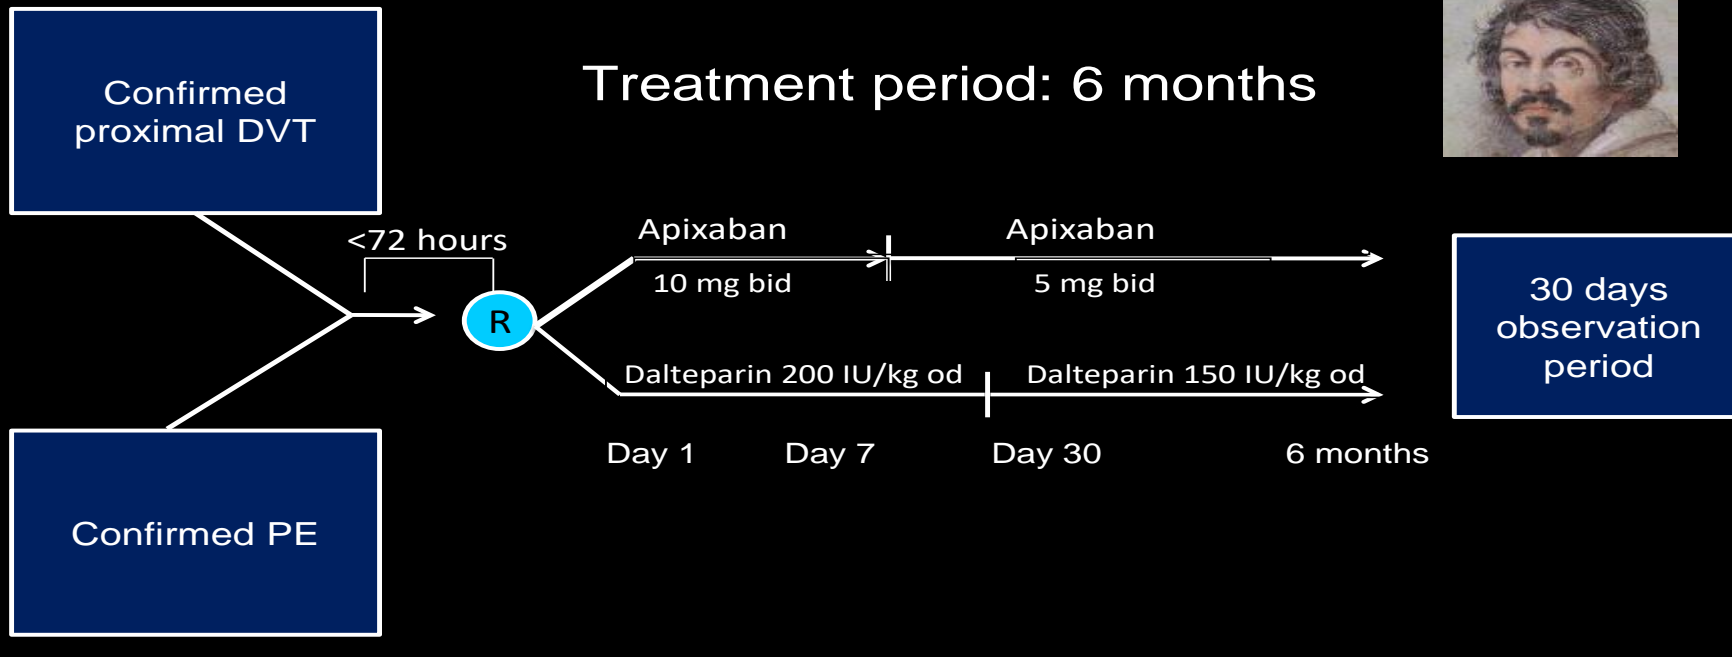 Treatment period: 6 months
Confirmed
proximal DVT
<72 hours
R
Apixaban
10 mg bid
Apixaban
5 mg bid
Dalteparin 200 IU/kg od
Dalteparin 150 IU/kg od
Day 1
Day 7
Day 30
6 months
30 days
observation
period
Confirmed PE